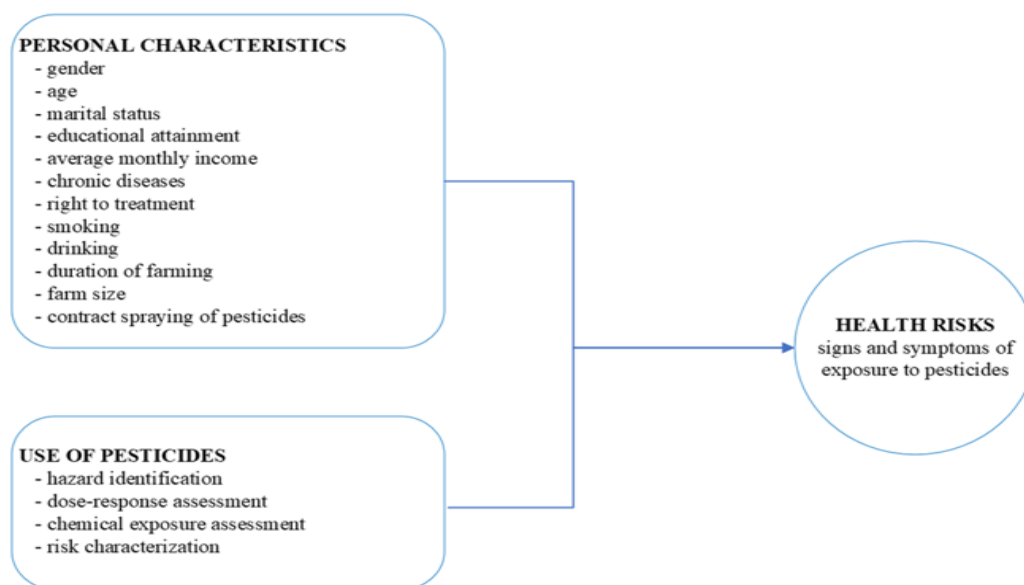 PERSONAL CHARACTERISTICS
- gender
- age
- marital status
- educational attainment
- average monthly income
- chronic diseases
- right to treatment
- smoking
- drinking
- duration of farming
- farm size
- contract spraying of pesticides
USE OF PESTICIDES
- hazard identification
- dose-response assessment
- chemical exposure assessment
- risk characterization
HEALTH RISKS
signs and symptoms of
exposure to pesticides